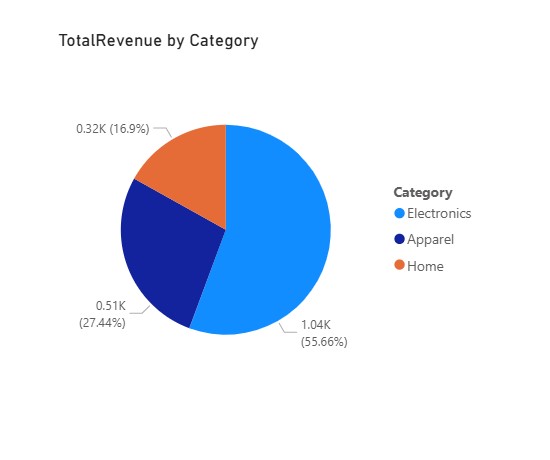 TotalRevenue by Category
0.32K (16.9%)
0.51K
(27.44%)
1.04K
(55.66%)
Category
Electronics
Apparel
Home